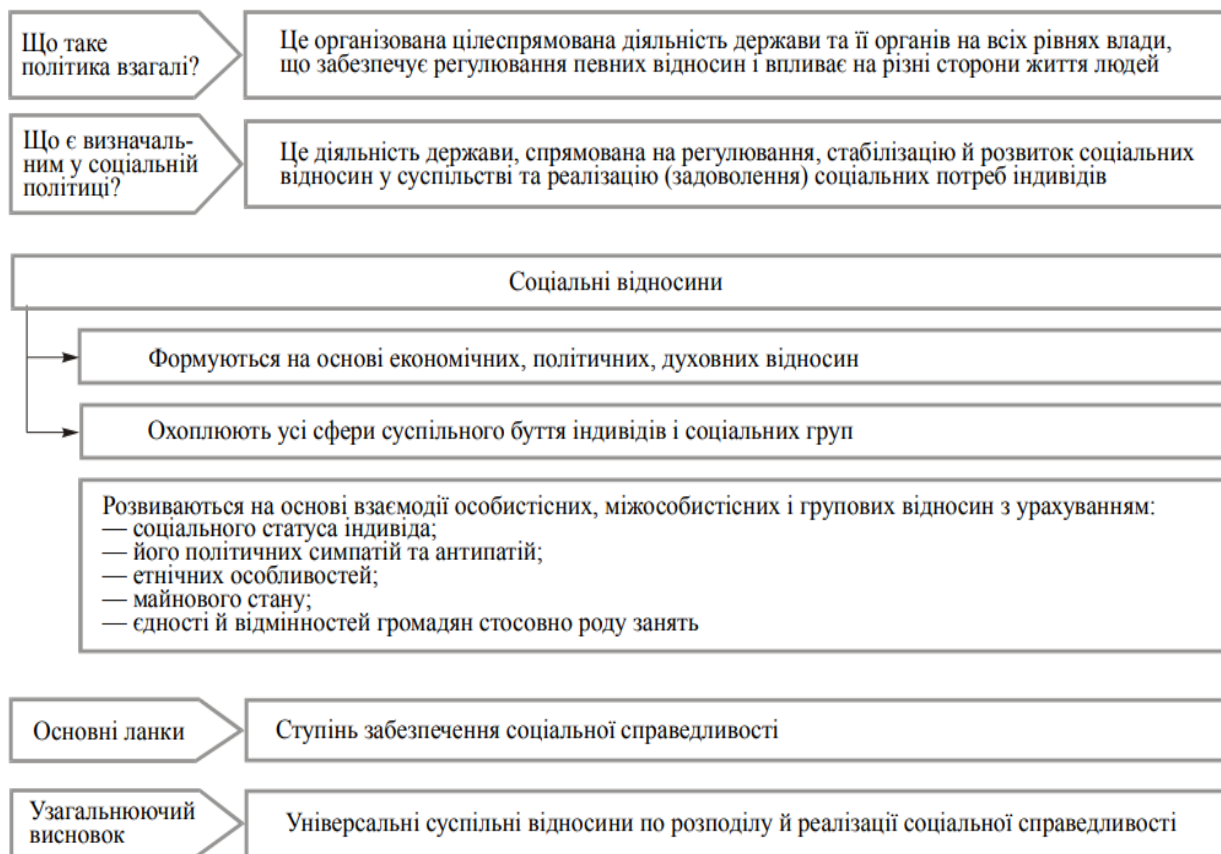 Що таке
політика взагалі?
Це організована цілеспрямована діяльність держави та її органів на всіх рівнях влади,
що забезпечує регулювання певних відносин і впливає на різні сторони життя людей
Що є визначаль-
ним у соціальній
політиці?
Це діяльність держави, спрямована на регулювання, стабілізацію й розвиток соціальних
відносин у суспільстві та реалізацію (задоволення) соціальних потреб індивідів
Соціальні відносини
Формуються на основі економічних, політичних, духовних відносин
Охоплюють усі сфери суспільного буття індивідів і соціальних груп
Розвиваються на основі взаємодії особистісних, міжособистісних і групових відносин з урахуванням:
— соціального статуса індивіда;
— його політичних симпатій та антипатій;
— етнічних особливостей;
— майнового стану;
— єдності й відмінностей громадян стосовно роду занять
Основні ланки
Ступінь забезпечення соціальної справедливості
Узагальнюючий
висновок
Універсальні суспільні відносини по розподілу й реалізації соціальної справедливості